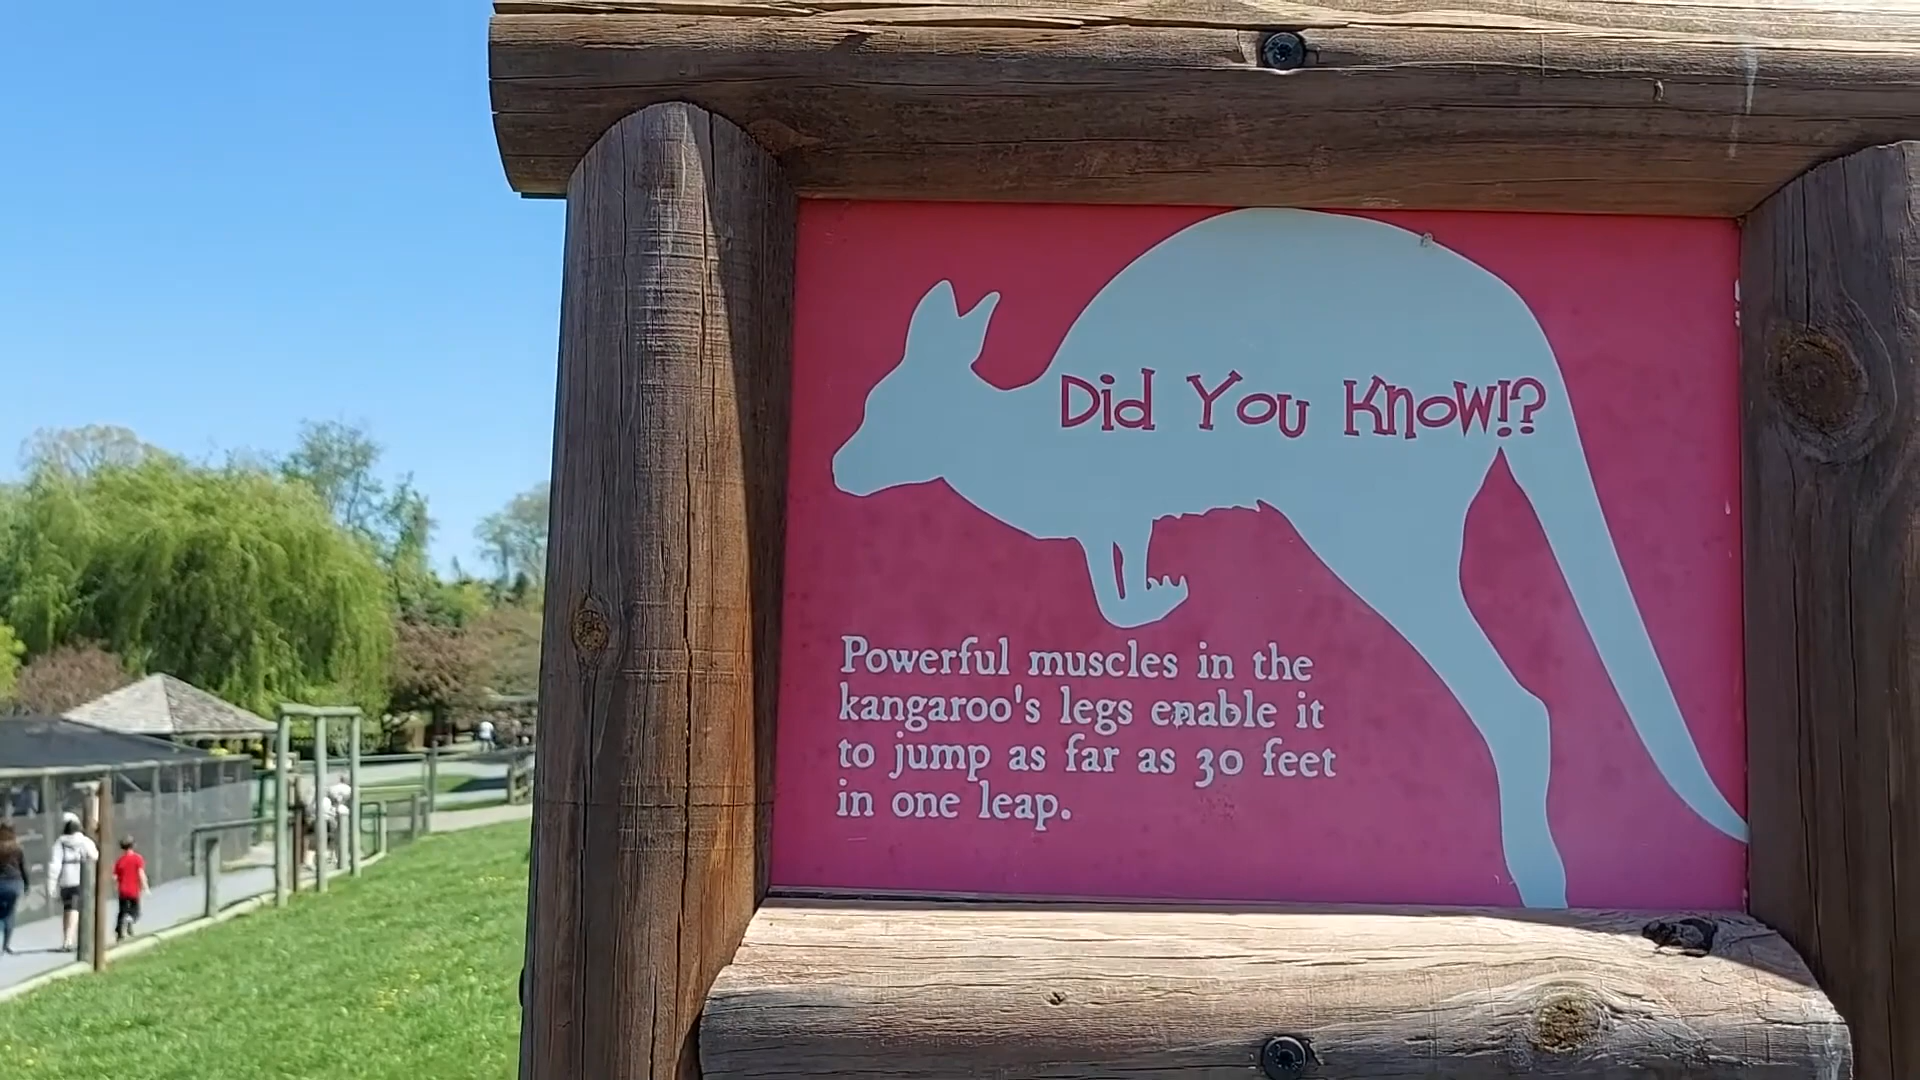 Did You Know!?
Powerful muscles in the
kangaroo's legs enable it
to jump as far as 30 feet
in one leap.